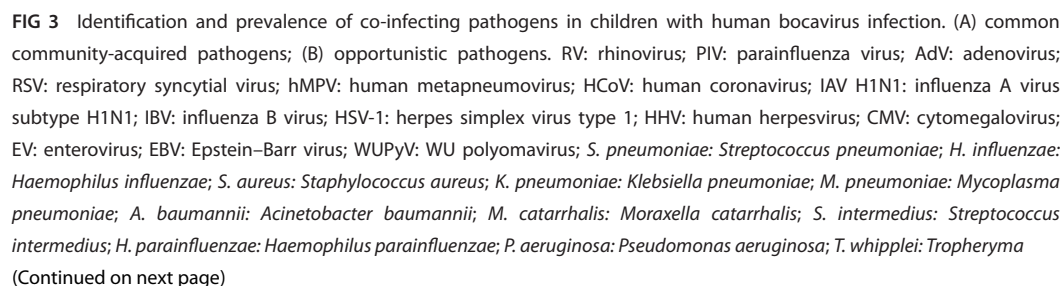 FIG 3 Identification and prevalence of co-infecting pathogens in children with human bocavirus infection. (A) common
community-acquired pathogens; (B) opportunistic pathogens. RV: rhinovirus; PIV: parainfluenza virus; AdV: adenovirus;
RSV: respiratory syncytial virus; hMPV: human metapneumovirus; HCoV: human coronavirus; IAV H1N1: influenza A virus
subtype H1N1; IBV: influenza B virus; HSV-1: herpes simplex virus type 1; HHV: human herpesvirus; CMV: cytomegalovirus;
EV: enterovirus; EBV: Epstein–Barr virus; WUPyV: WU polyomavirus; S. pneumoniae: Streptococcus pneumoniae; H. influenzae:
Haemophilus influenzae; S. aureus: Staphylococcus aureus; K. pneumoniae: Klebsiella pneumoniae; M. pneumoniae: Mycoplasma
pneumoniae; A. baumannii: Acinetobacter baumannii; M. catarrhalis: Moraxella catarrhalis; S. intermedius: Streptococcus
intermedius; H. parainfluenzae: Haemophilus parainfluenzae; P. aeruginosa: Pseudomonas aeruginosa; T. whipplei: Tropheryma
(Continued on next page)